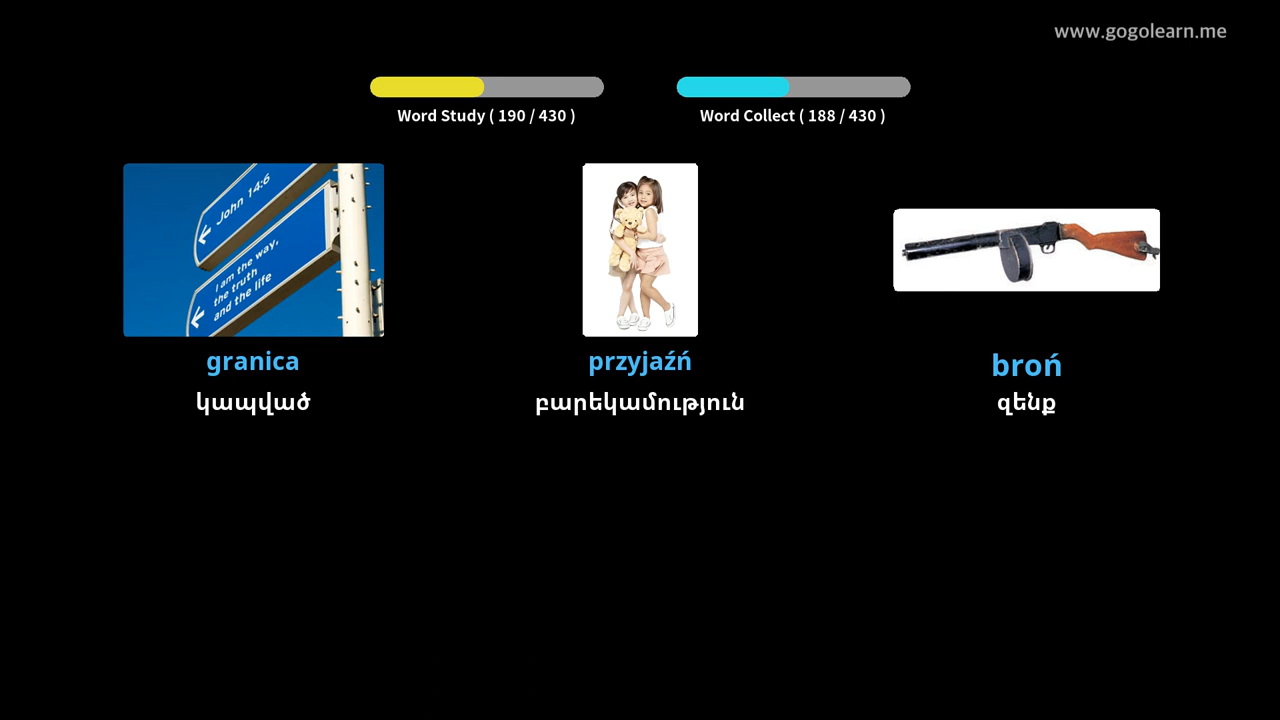 www.gogolearn.me
Word Study ( 190 / 430 )
Word Collect ( 188 / 430 )
John 14:6
I am the way,
the truth
and the life
granica
przyjaźń
broń
կապված
բարեկամություն
զենք